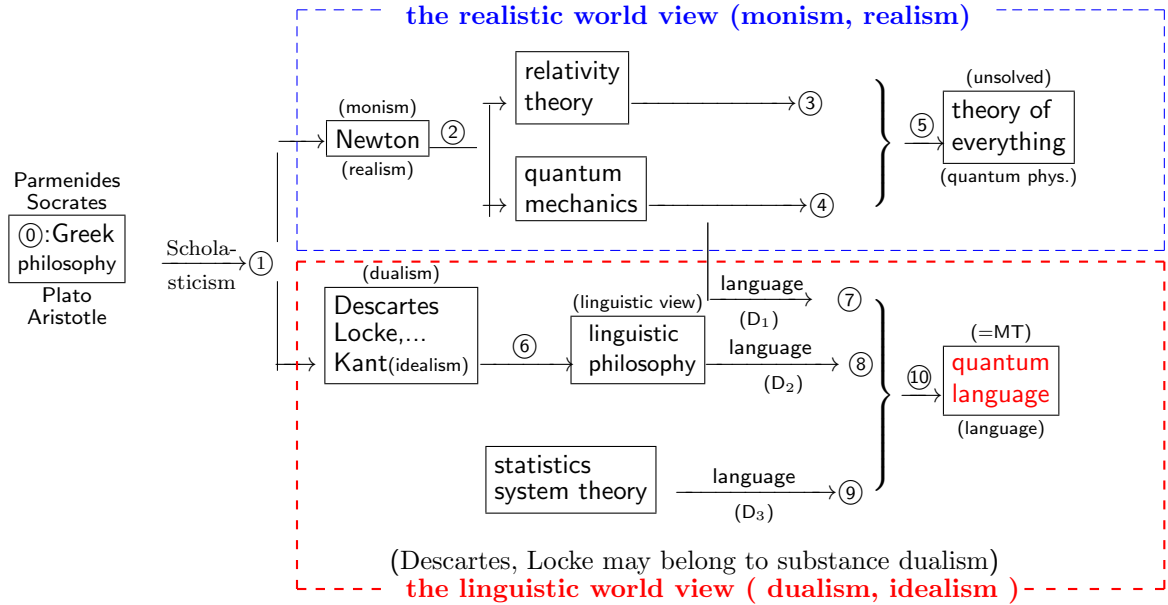 the realistic world view (monism, realism)
relativity
theory
③
(unsolved)
theory of
everything
(quantum phys.)
⑤
(monism)
Newton
(realism)
②
quantum
mechanics
④
Parmenides
Socrates
⓪:Greek
philosophy
Plato
Aristotle
Schola-
sticism
①
(dualism)
Descartes
Locke,...
Kant(idealism)
⑥
(linguistic view)
linguistic
philosophy
language
(D₁)
⑦
language
(D₂)
⑧
statistics
system theory
language
(D₃)
⑨
⑩
(=MT)
quantum
language
(language)
(Descartes, Locke may belong to substance dualism)
the linguistic world view ( dualism, idealism )